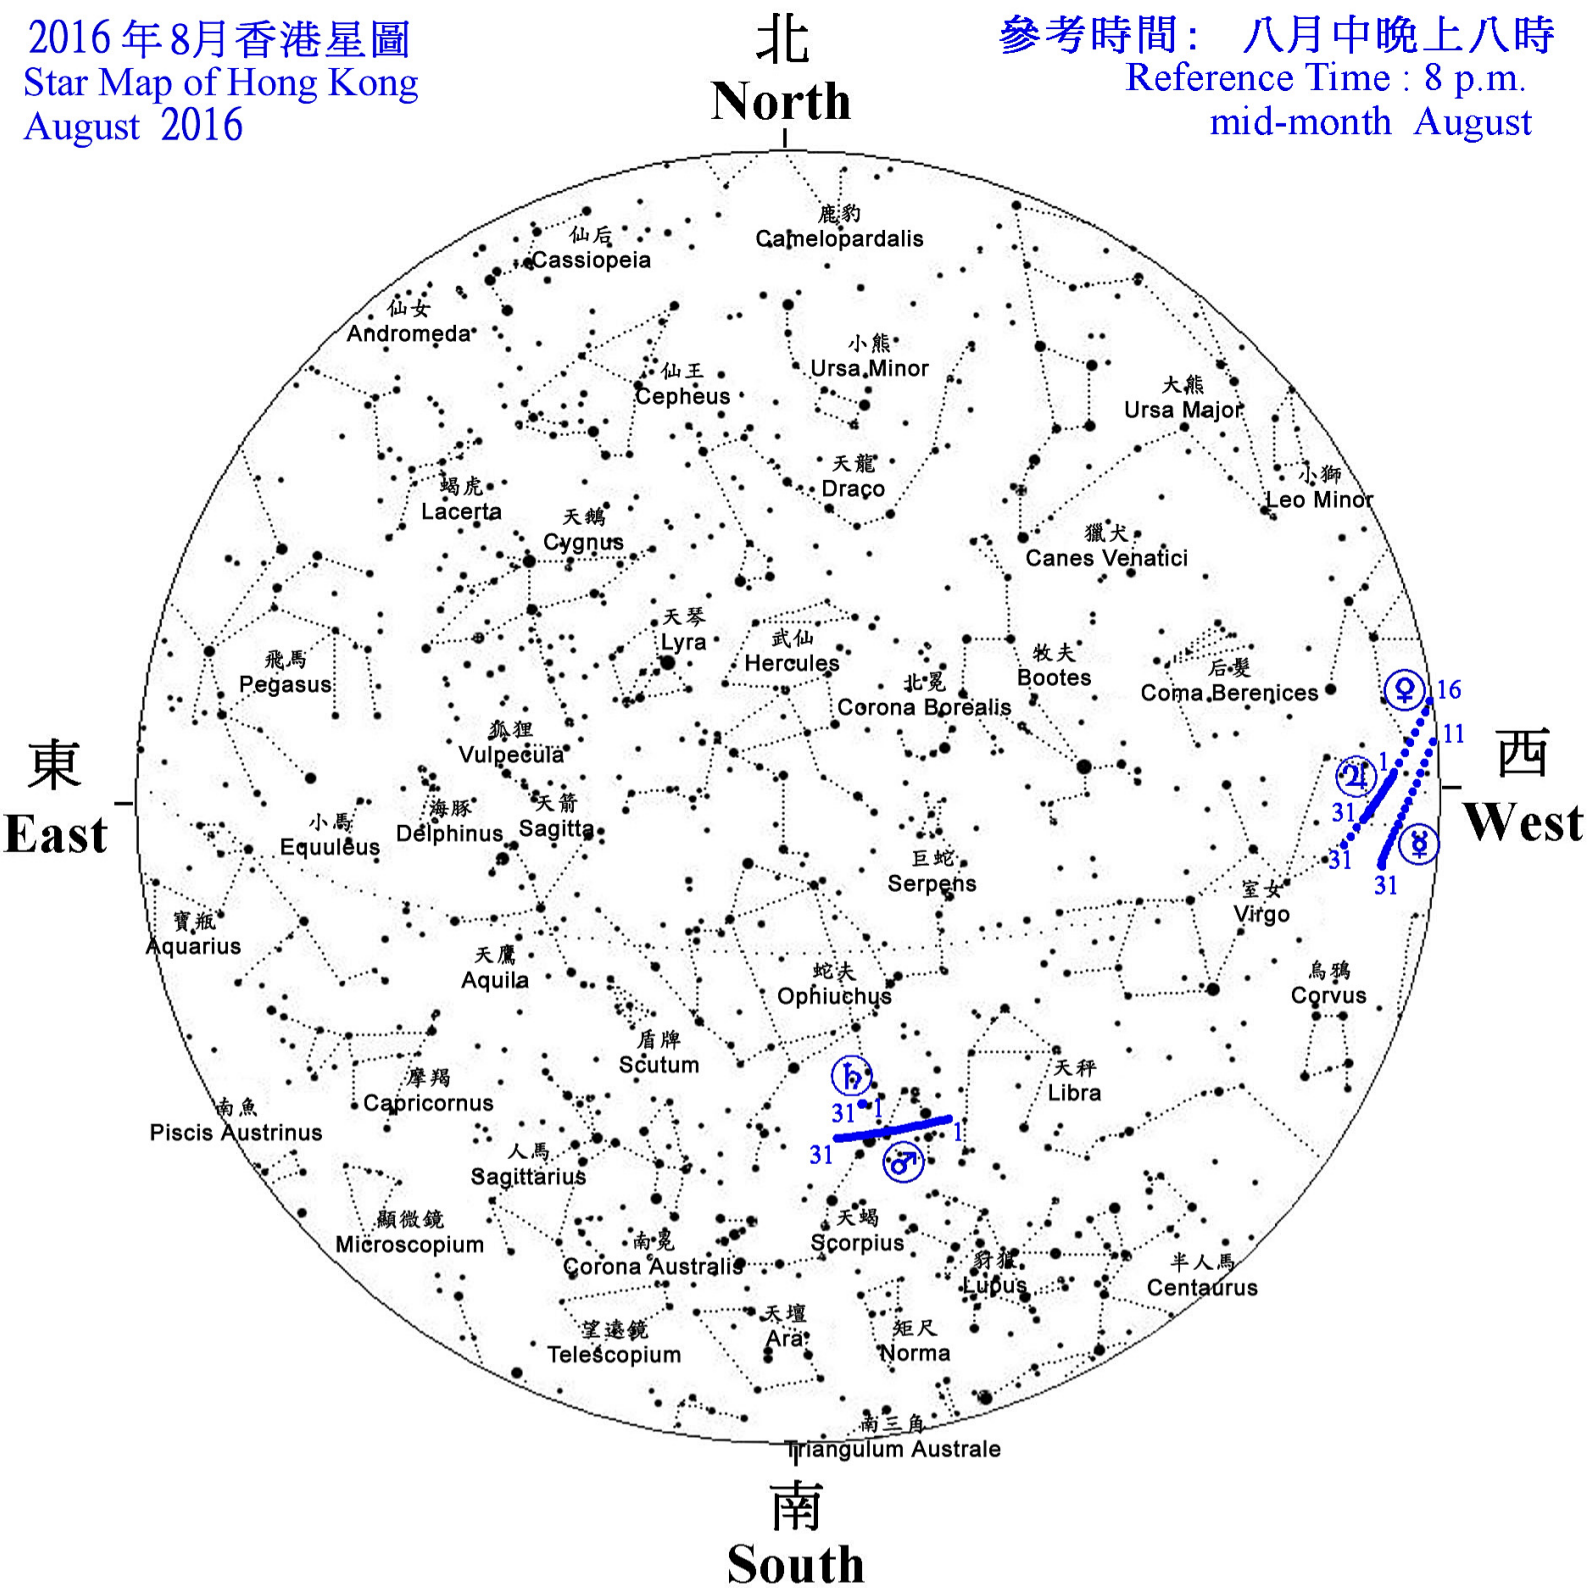 2016年8月香港星圖
Star Map of Hong Kong
August 2016
北
North
參考時間： 八月中晚上八時
Reference Time : 8 p.m.
mid-month August
鹿豹
Camelopardalis
仙后
Cassiopeia
仙女
Andromeda
小熊
Ursa Minor
仙王
Cepheus
大熊
Ursa Major
天龍
Draco
小獅
Leo Minor
蝎虎
Lacerta
天鵝
Cygnus
獵犬
Canes Venatici
天琴
Lyra
武仙
Hercules
牧夫
Bootes
飛馬
Pegasus
北冕
Corona Borealis
后髮
Coma Berenices
♀ 16
11
狐狸
Vulpecula
東
East
西
West
♃ 1
31
31
☿
31
小馬
Equuleus
海豚
Delphinus
天箭
Sagitta
巨蛇
Serpens
室女
Virgo
寶瓶
Aquarius
天鷹
Aquila
蛇夫
Ophiuchus
烏鴉
Corvus
盾牌
Scutum
天秤
Libra
摩羯
Capricornus
♄
31 1
南魚
Piscis Austrinus
1
31
♂
人馬
Sagittarius
顯微鏡
Microscopium
南冕
Corona Australis
天蝎
Scorpius
豺狼
Lupus
半人馬
Centaurus
望遠鏡
Telescopium
天壇
Ara
矩尺
Norma
南三角
Triangulum Australe
南
South